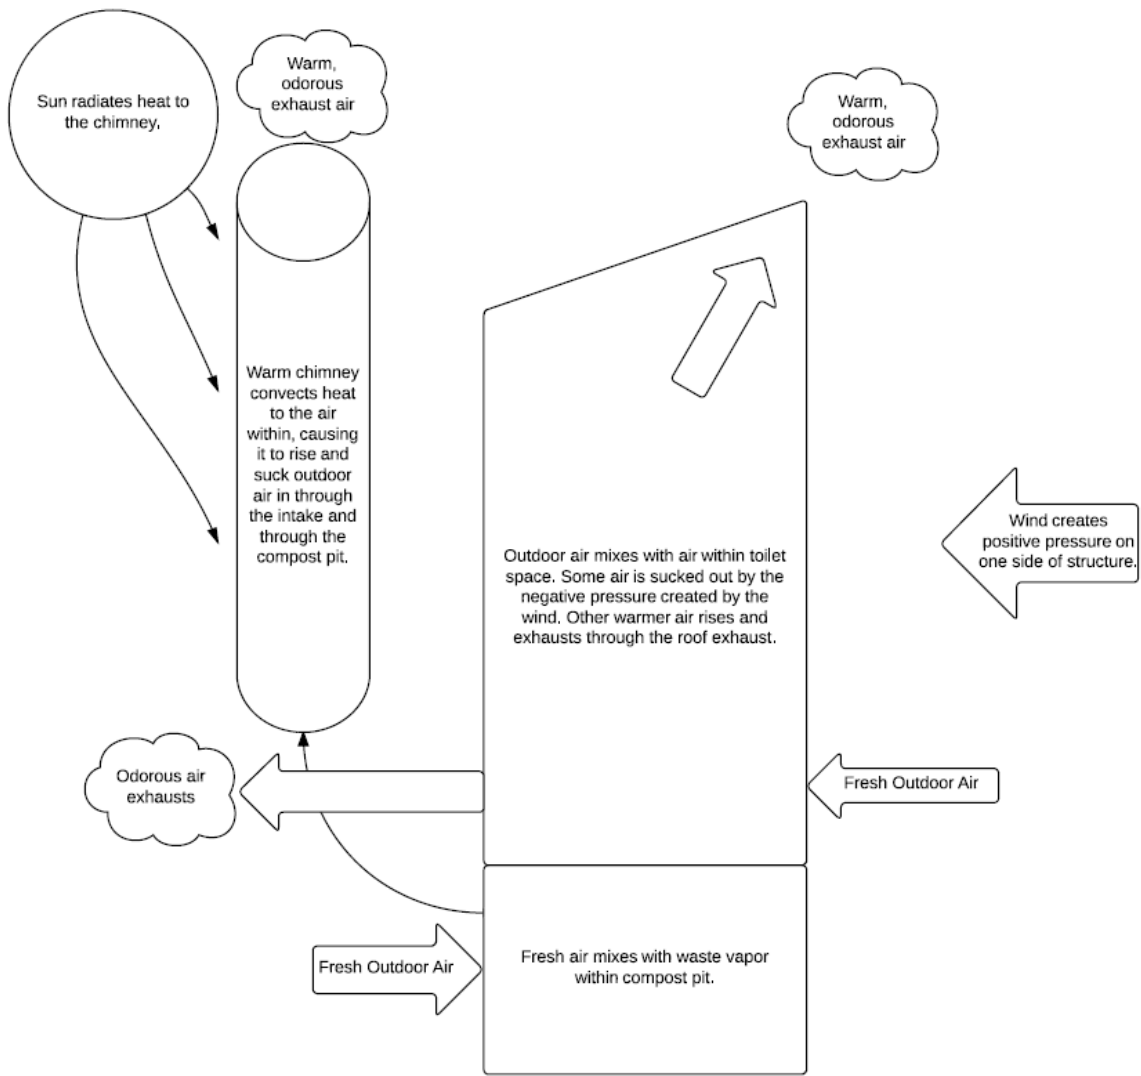 Sun radiates heat to
the chimney,
Warm,
odorous
exhaust air
Warm,
odorous
exhaust air
Warm chimney
convects heat
to the air
within, causing
it to rise and
suck outdoor
air in through
the intake and
through the
compost pit.
Outdoor air mixes with air within toilet
space. Some air is sucked out by the
negative pressure created by the
wind. Other warmer air rises and
exhausts through the roof exhaust.
Wind creates
positive pressure on
one side of structure.
Odorous air
exhausts
Fresh Outdoor Air
Fresh Outdoor Air
Fresh air mixes with waste vapor
within compost pit.